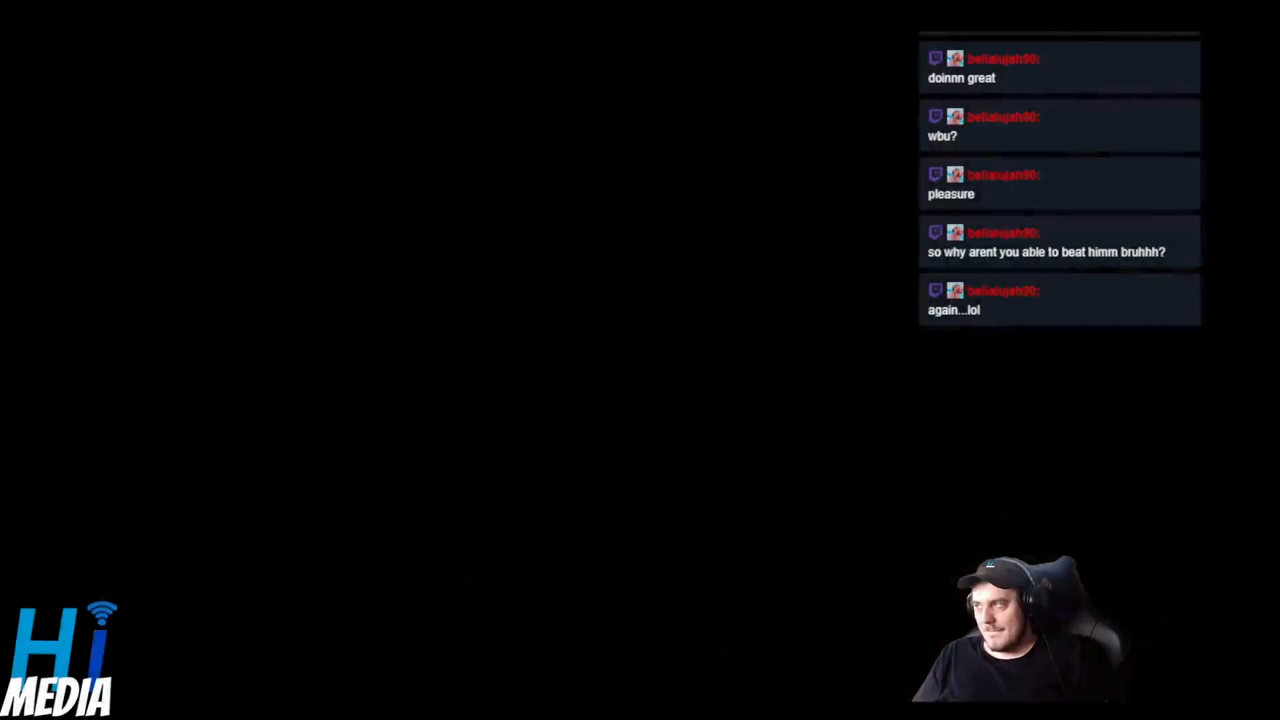 bellalujah90:
doinnn great
bellalujah90:
wbu?
bellalujah90:
pleasure
bellalujah90:
so why arent you able to beat himm bruhhh?
bellalujah90:
again...lol
Hi
MEDIA